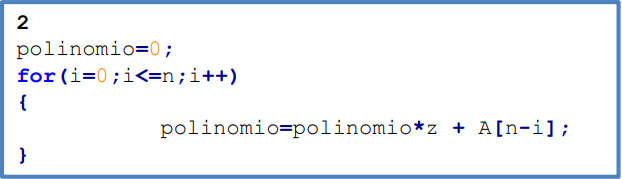 2
polinomio=0;
for(i=0;i<=n;i++)
{
polinomio=polinomio*z + A[n-i];
}